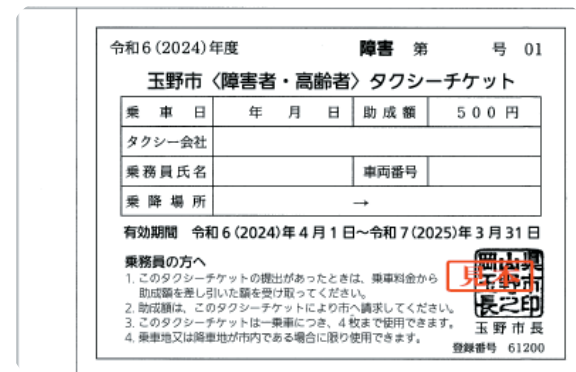 令和6(2024)年度 障害 第 号 01
玉野市〈障害者・高齢者〉タクシーチケット
乗車日 年 月 日 助成額 500円
タクシー会社
乗務員氏名 車両番号
乗降場所 →
有効期間 令和6(2024)年4月1日~令和7(2025)年3月31日
乗務員の方へ
1. このタクシーチケットの提出があったときは、乗車料金から
助成額を差し引いた額を受け取ってください。
2. 助成額は、このタクシーチケットにより市へ請求してください。
3. このタクシーチケットは一乗車につき、4枚まで使用できます。
4. 乗車地又は降車地が市内である場合に限り使用できます。
岡山県
玉野市
長之印
見本
玉野市長
登録番号 61200